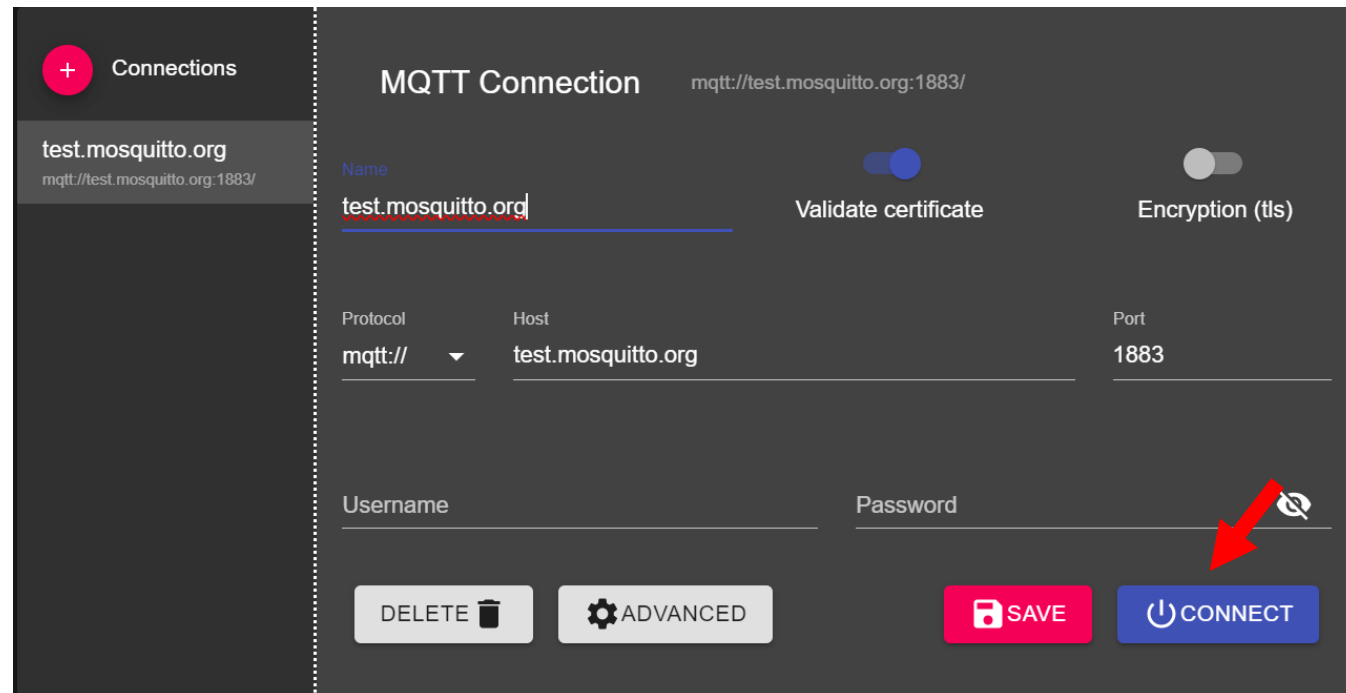 + Connections
test.mosquitto.org
mqtt://test.mosquitto.org:1883/
MQTT Connection mqtt://test.mosquitto.org:1883/
Name
test.mosquitto.org
Validate certificate
Encryption (tls)
Protocol Host Port
mqtt:// test.mosquitto.org 1883
Username Password
DELETE ADVANCED SAVE CONNECT